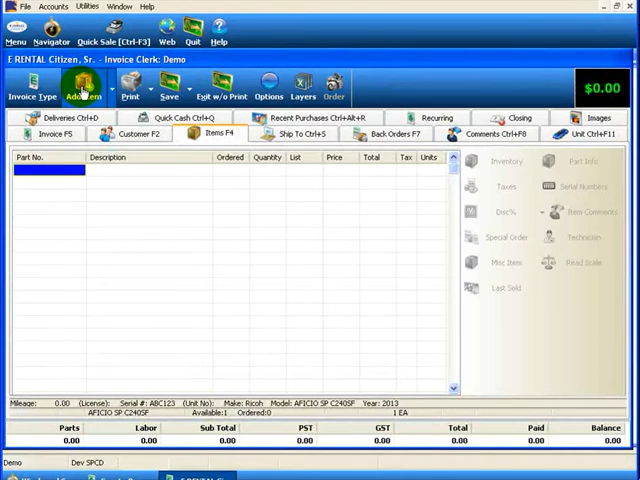 File Accounts Utilities Window Help
Menu Navigator Quick Sale [Ctrl-F3] Web Quit Help
E RENTAL Citizen, Sr. - Invoice Clerk: Demo
Invoice Type Add Item Print Save Exit w/o Print Options Layers Order $0.00
Deliveries Ctrl+D Quick Cash Ctrl+Q Recent Purchases Ctrl+Alt+R Recurring Closing Images
Invoice F5 Customer F2 Items F4 Ship To Ctrl+S Back Orders F7 Comments Ctrl+F8 Unit Ctrl+F11
Part No. Description Ordered Quantity List Price Total Tax Units
Inventory Part Info
Taxes Serial Numbers
Disc% Item Comments
Special Order Technician
Misc Item Read Scale
Last Sold
Mileage: 0.00 (License): Serial #: ABC123 (Unit No): Make: Ricoh Model: AFICIO SP C240SF Year: 2013
AFICIO SP C240SF Available:1 Ordered:0 1 EA
Parts Labor Sub Total PST GST Total Paid Balance
0.00 0.00 0.00 0.00 0.00 0.00 0.00 0.00
Demo Dev SPCD